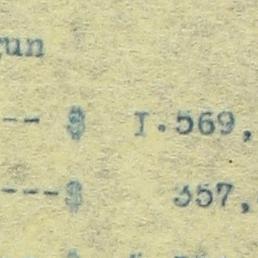 run
-- $ I.569,
---$ 357,